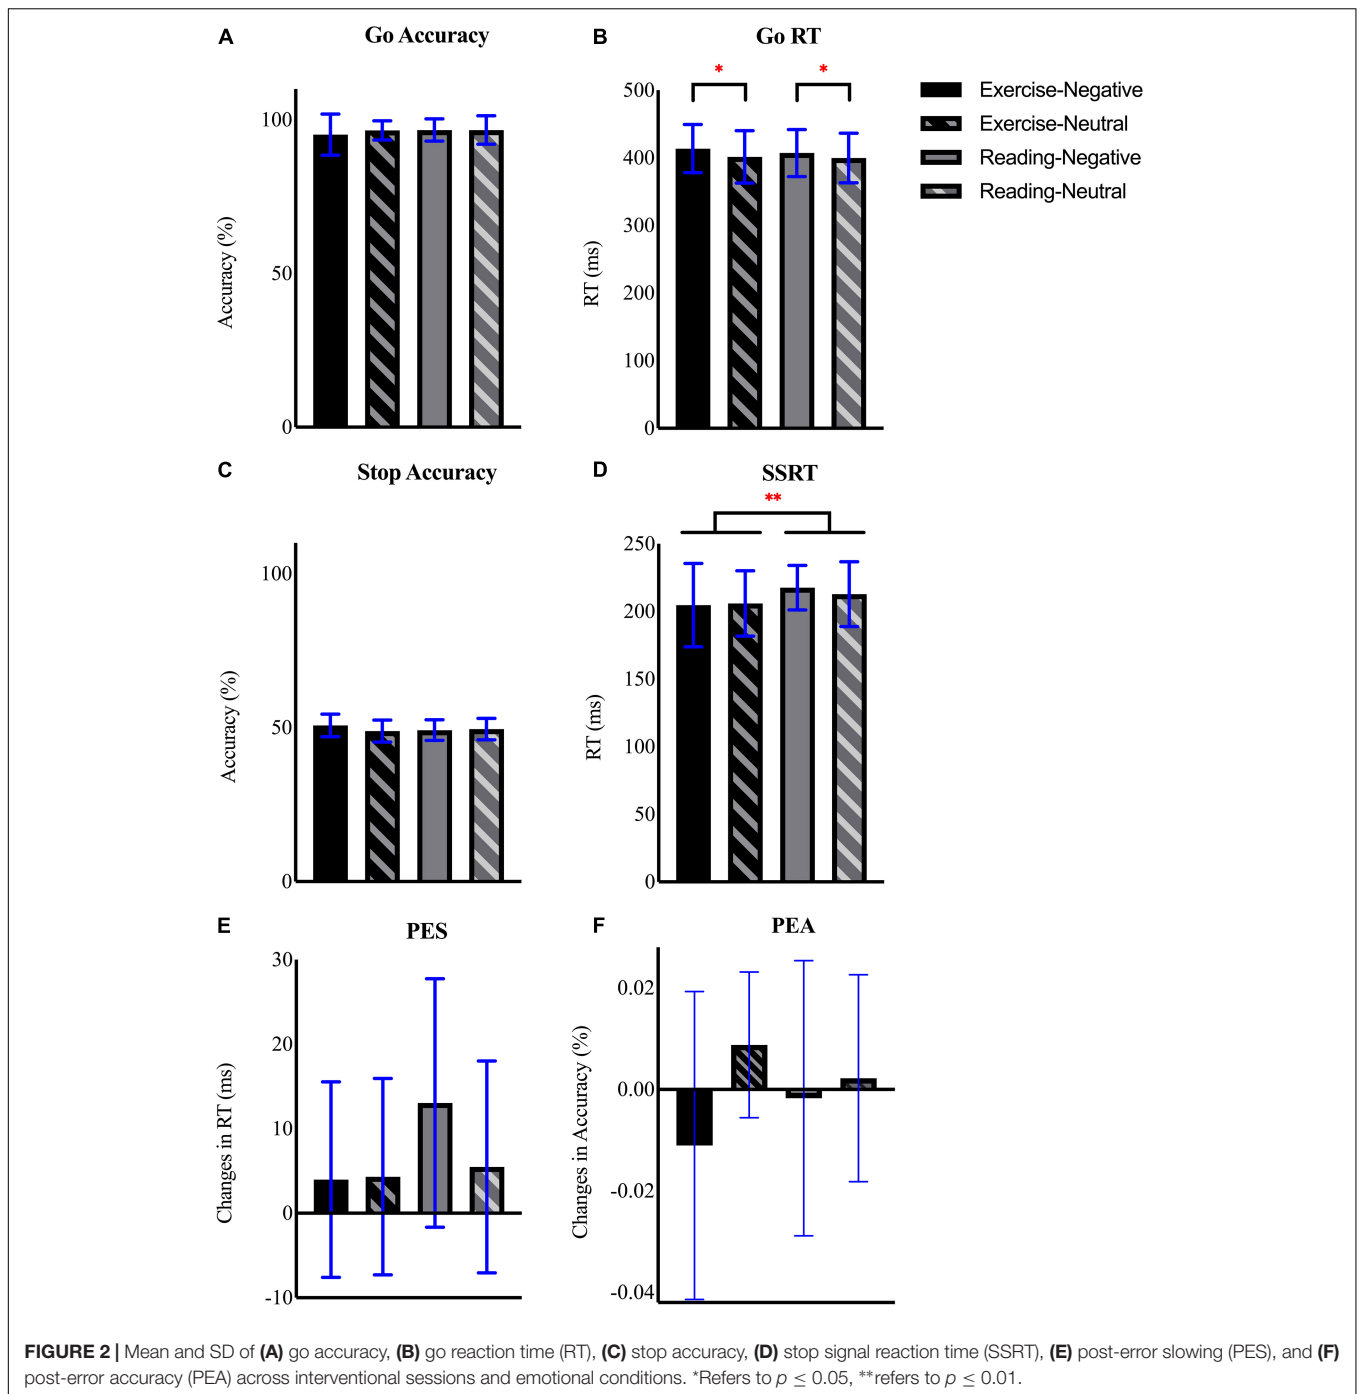 A
Go Accuracy
100
50
0
Accuracy (%)
B
Go RT
* *
500
400
300
200
100
0
RT (ms)
Exercise-Negative
Exercise-Neutral
Reading-Negative
Reading-Neutral
C
Stop Accuracy
100
50
0
Accuracy (%)
D
SSRT
**
250
200
150
100
50
0
RT (ms)
E
PES
30
20
10
0
-10
Changes in RT (ms)
F
PEA
0.02
0.00
-0.02
-0.04
Changes in Accuracy (%)
FIGURE 2 | Mean and SD of (A) go accuracy, (B) go reaction time (RT), (C) stop accuracy, (D) stop signal reaction time (SSRT), (E) post-error slowing (PES), and (F)
post-error accuracy (PEA) across interventional sessions and emotional conditions. *Refers to p ≤ 0.05, **refers to p ≤ 0.01.